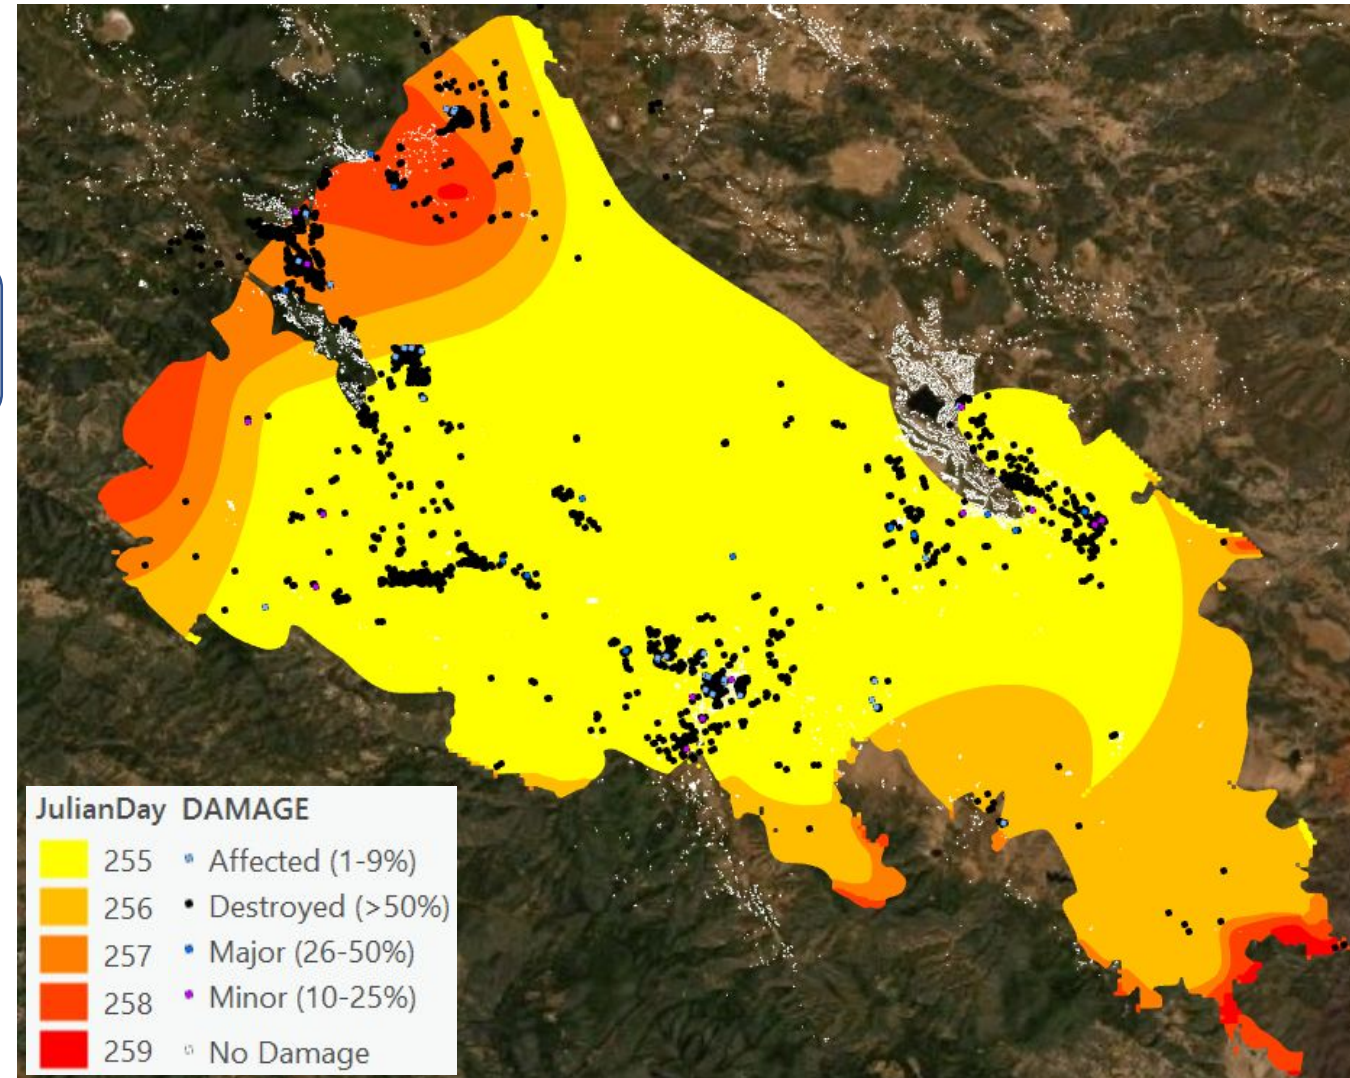 JulianDay DAMAGE
255 Affected (1-9%)
256 Destroyed (>50%)
257 Major (26-50%)
258 Minor (10-25%)
259 No Damage